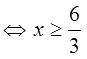 ⇔ x ≥ 6/3